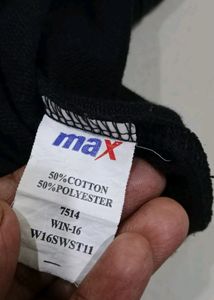 max
50%COTTON
50%POLYESTER
7514
WIN-16
W16SWST11